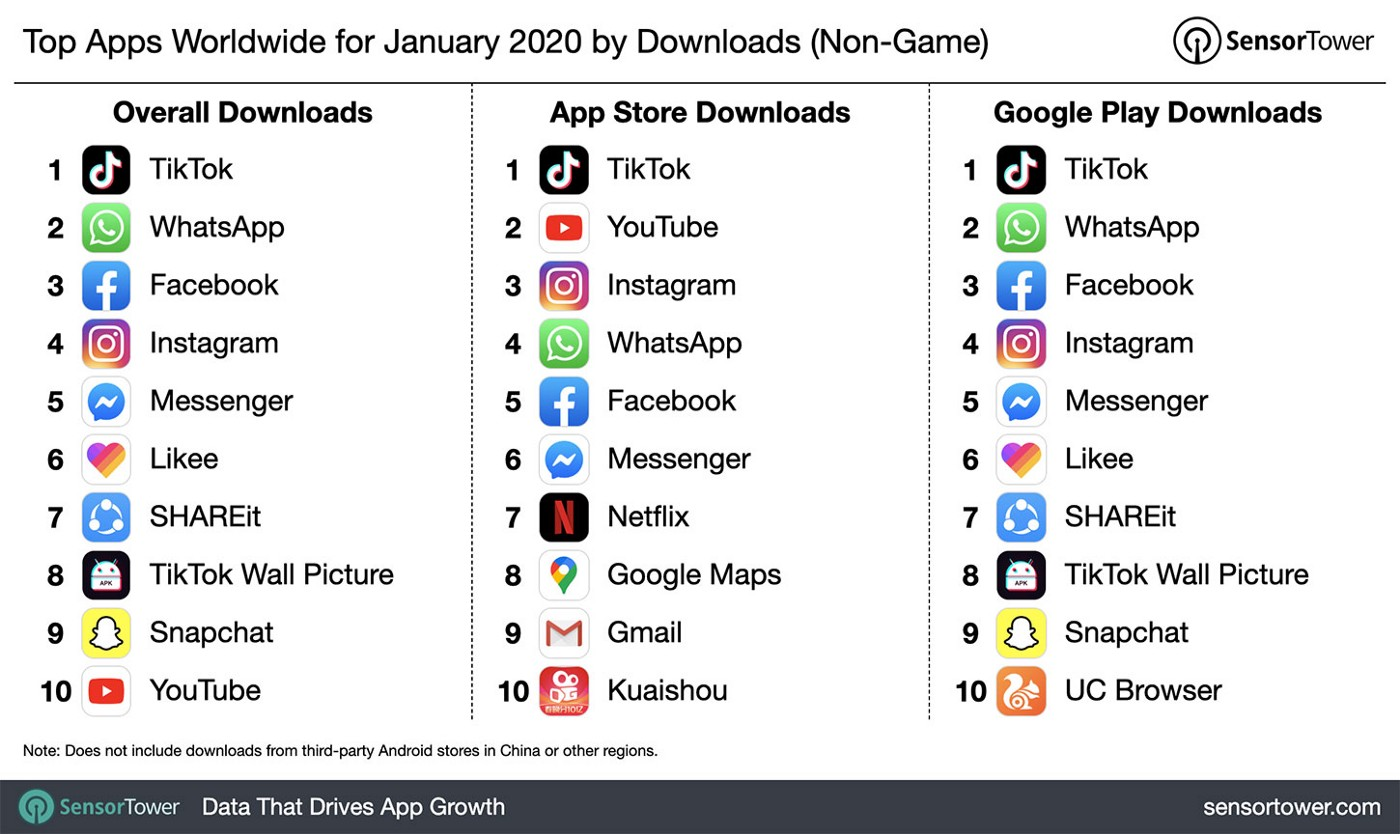 Top Apps Worldwide for January 2020 by Downloads (Non-Game)
SensorTower
Overall Downloads
1 TikTok
2 WhatsApp
3 Facebook
4 Instagram
5 Messenger
6 Likee
7 SHAREit
8 APK TikTok Wall Picture
9 Snapchat
10 YouTube
App Store Downloads
1 TikTok
2 YouTube
3 Instagram
4 WhatsApp
5 Facebook
6 Messenger
7 Netflix
8 Google Maps
9 Gmail
10 Kuaishou
Google Play Downloads
1 TikTok
2 WhatsApp
3 Facebook
4 Instagram
5 Messenger
6 Likee
7 SHAREit
8 APK TikTok Wall Picture
9 Snapchat
10 UC Browser
Note: Does not include downloads from third-party Android stores in China or other regions.
SensorTower Data That Drives App Growth
sensortower.com